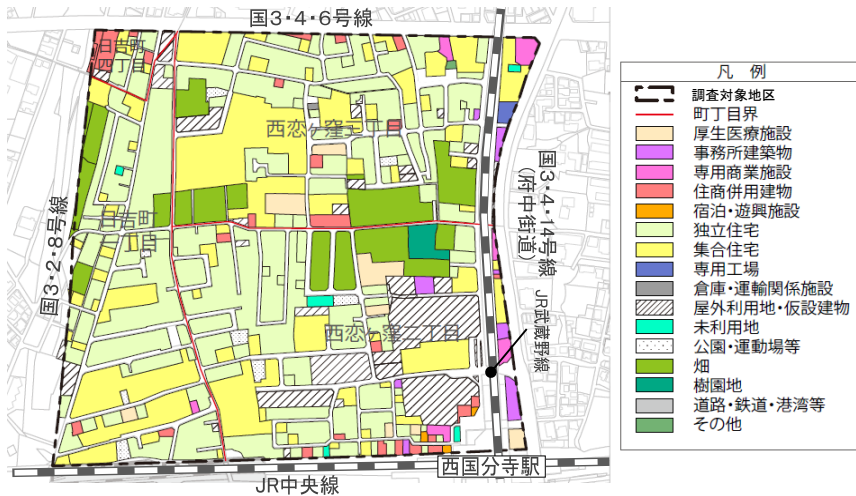 国3・4・6号線
日吉町
四丁目
西恋ヶ窪三丁目
国3・4・14号線
(府中街道)
日吉町
国3・2・8号線
JR武蔵野線
西恋ヶ窪二丁目
西国分寺駅
JR中央線
凡 例
調査対象地区
町丁目界
厚生医療施設
事務所建築物
専用商業施設
住商併用建物
宿泊・遊興施設
独立住宅
集合住宅
専用工場
倉庫・運輸関係施設
屋外利用地・仮設建物
未利用地
公園・運動場等
畑
樹園地
道路・鉄道・港湾等
その他